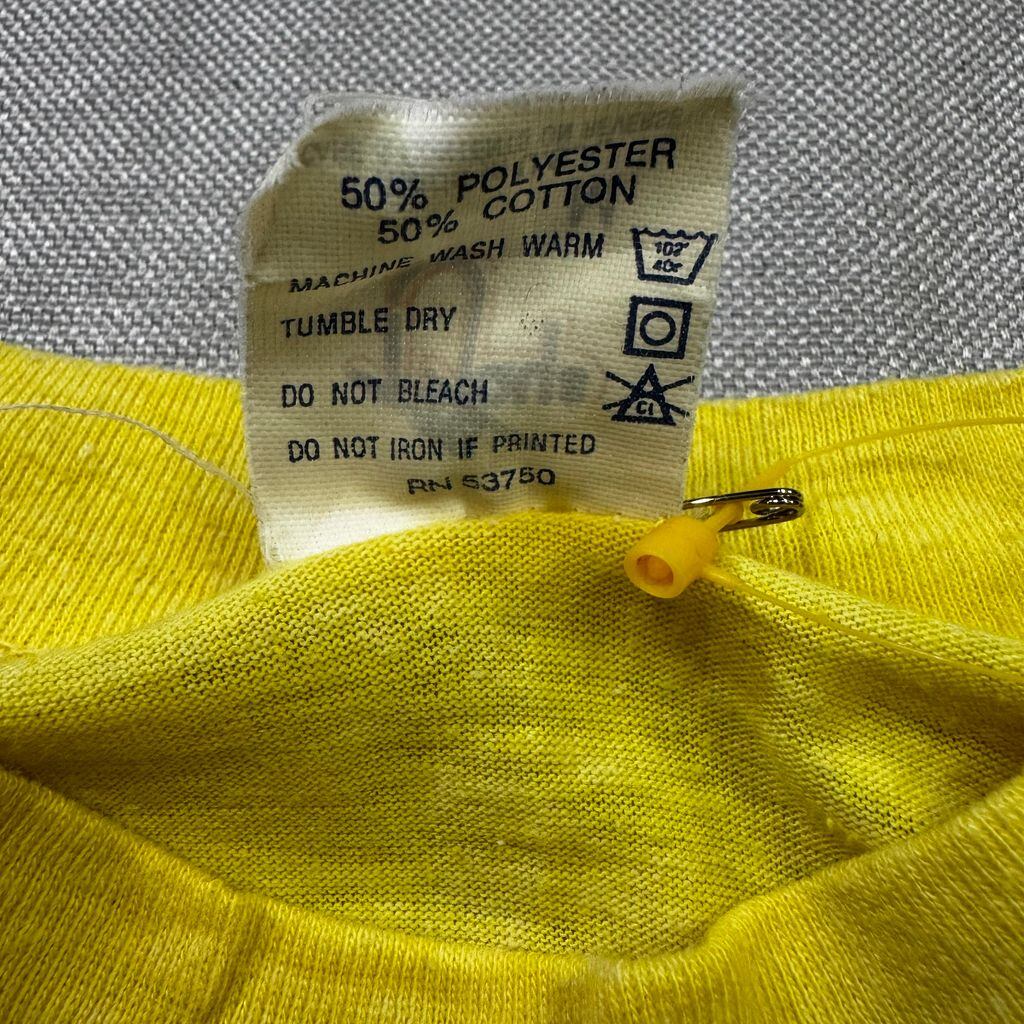 50% POLYESTER
50% COTTON
MACHINE WASH WARM
102°
40c
TUMBLE DRY
DO NOT BLEACH
Cl
DO NOT IRON IF PRINTED
RN 53750